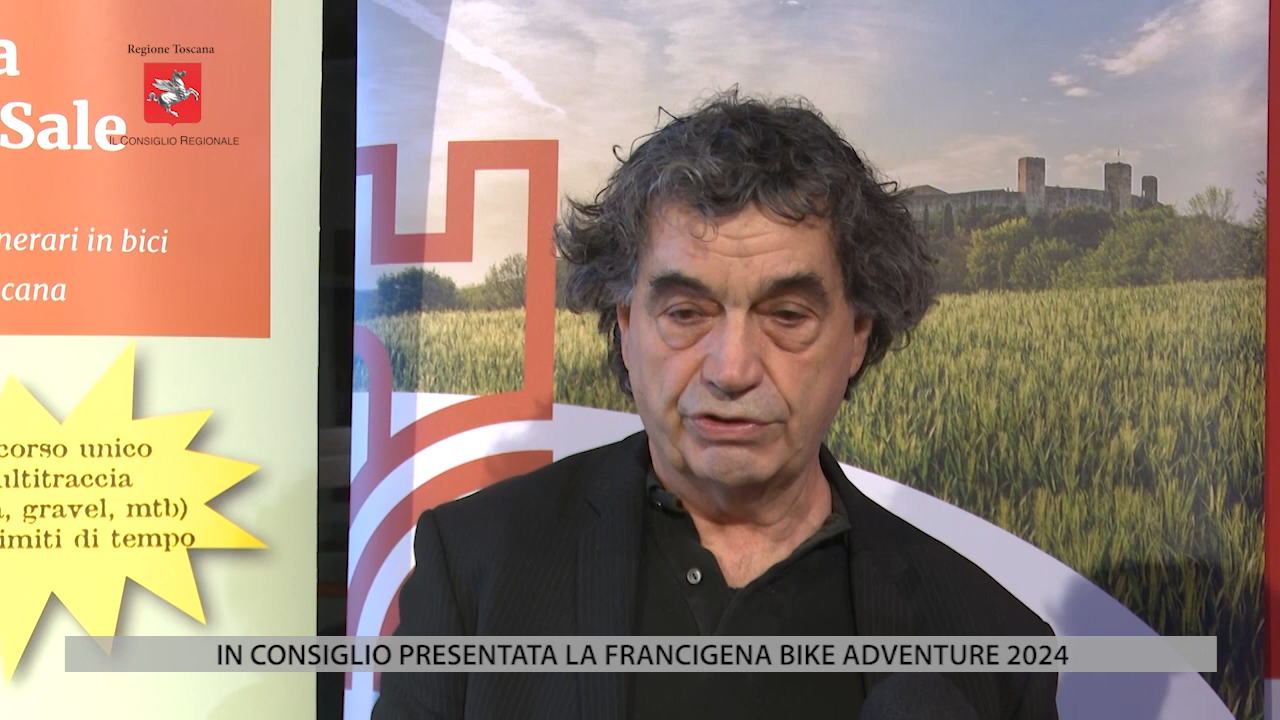 a
Sale
Regione Toscana
IL CONSIGLIO REGIONALE
nerari in bici
cana
corso unico
ultitraccia
, gravel, mtb)
imiti di tempo
IN CONSIGLIO PRESENTATA LA FRANCIGENA BIKE ADVENTURE 2024